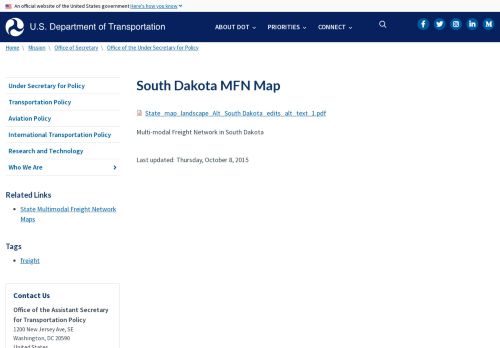 An official website of the United States government Here's how you know
U.S. Department of Transportation
ABOUT DOT
PRIORITIES
CONNECT
Home \ Mission \ Office of Secretary \ Office of the Under Secretary for Policy
Under Secretary for Policy
Transportation Policy
Aviation Policy
International Transportation Policy
Research and Technology
Who We Are
Related Links
State Multimodal Freight Network
Maps
Tags
freight
Contact Us
Office of the Assistant Secretary
for Transportation Policy
1200 New Jersey Ave, SE
Washington, DC 20590
United States
South Dakota MFN Map
State_map_landscape_Alt_South Dakota_edits_alt_text_1.pdf
Multi-modal Freight Network in South Dakota
Last updated: Thursday, October 8, 2015